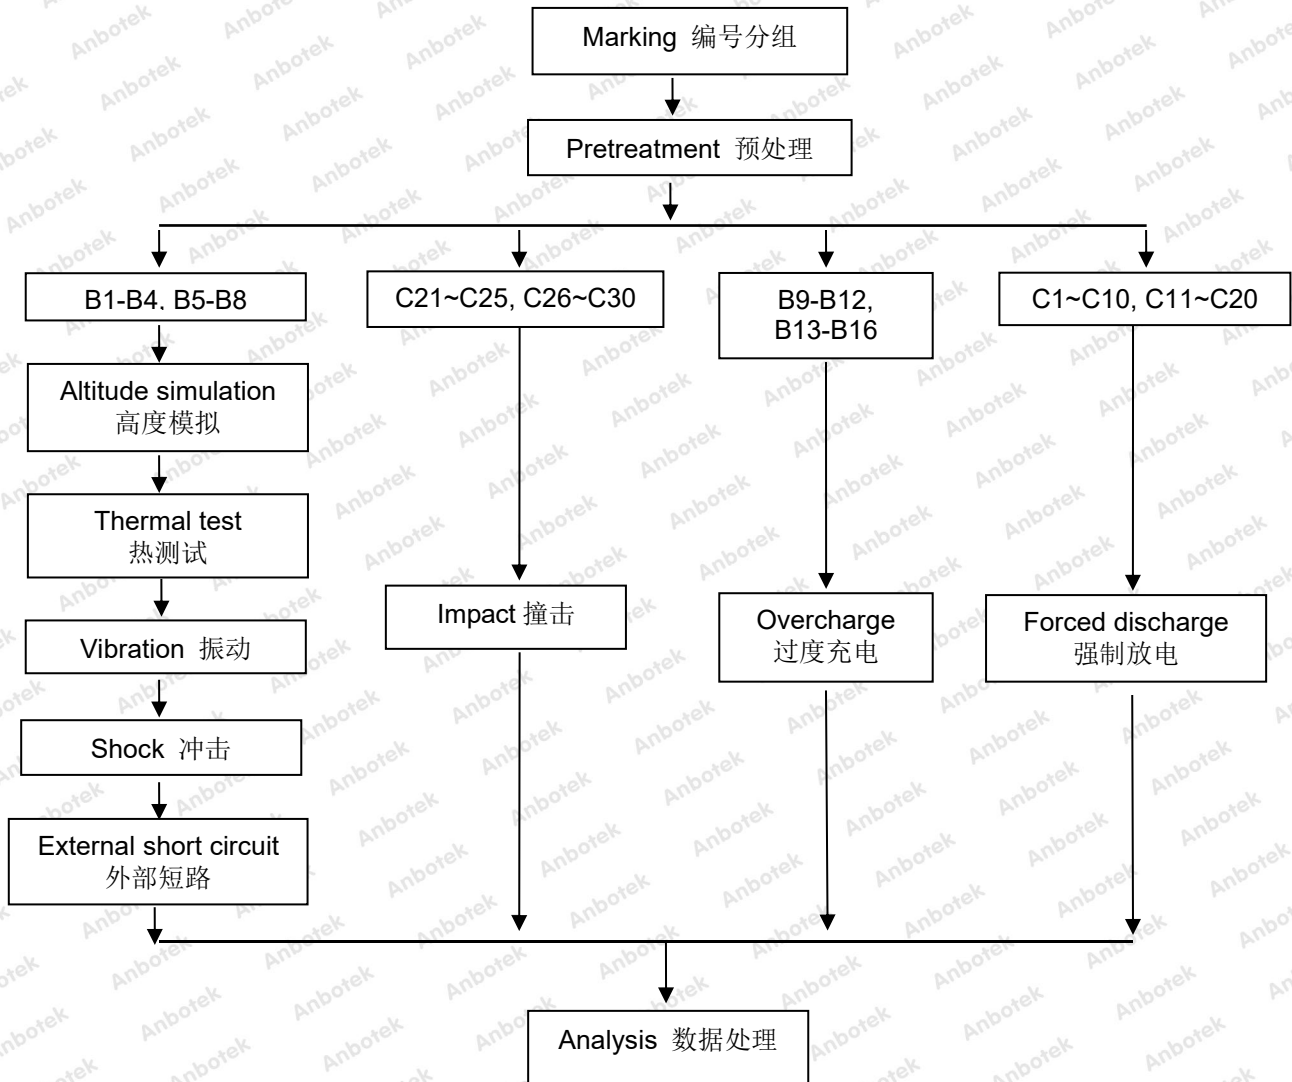 Marking 编号分组
Pretreatment 预处理
B1-B4, B5-B8
C21~C25, C26~C30
B9-B12,
B13-B16
C1~C10, C11~C20
Altitude simulation
高度模拟
Thermal test
热测试
Vibration 振动
Shock 冲击
External short circuit
外部短路
Impact 撞击
Overcharge
过度充电
Forced discharge
强制放电
Analysis 数据处理
Anbotek